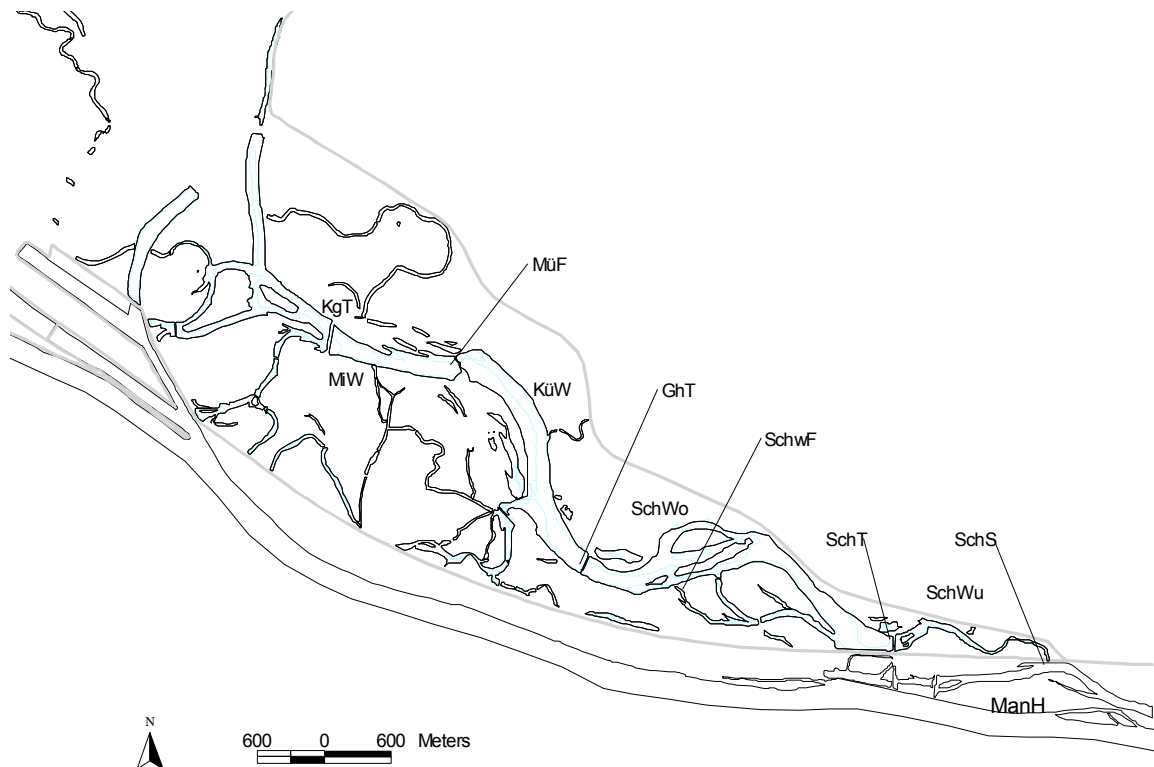 MüF
KgT
MiW
KüW
GhT
SchwF
SchWo
SchT
SchS
SchWu
ManH
N
600 0 600 Meters